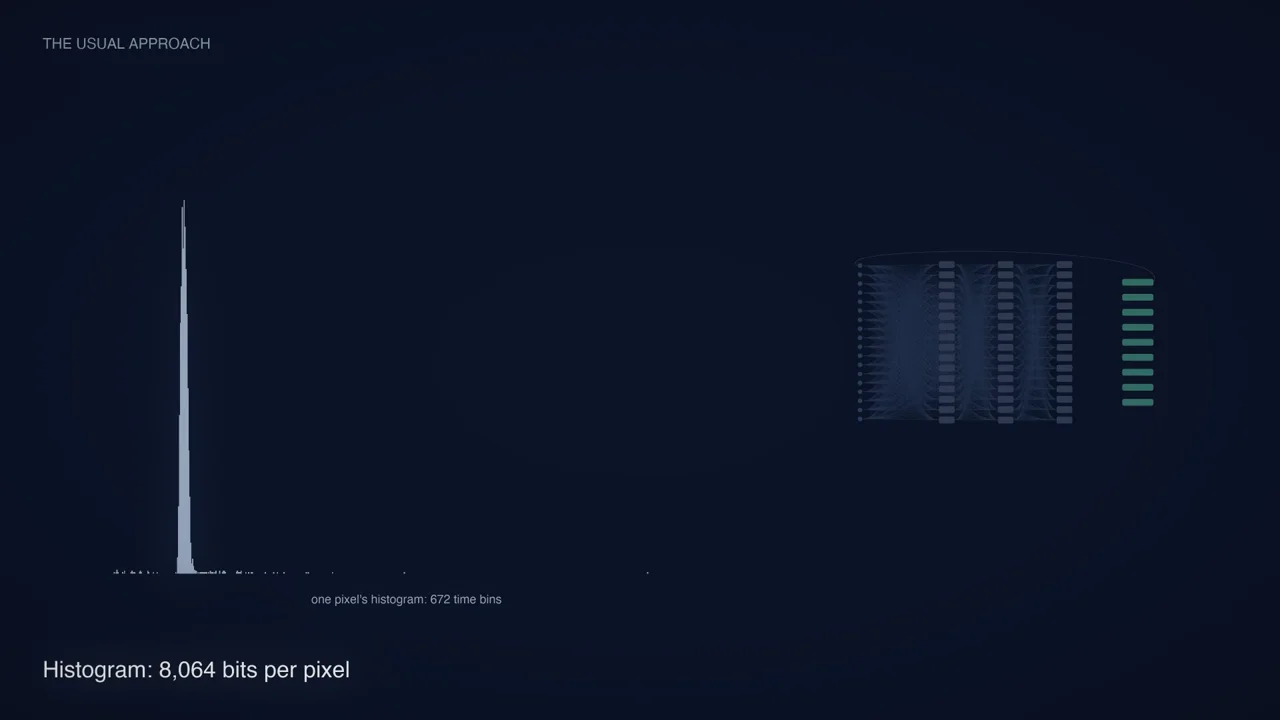 THE USUAL APPROACH
one pixel's histogram: 672 time bins
Histogram: 8,064 bits per pixel